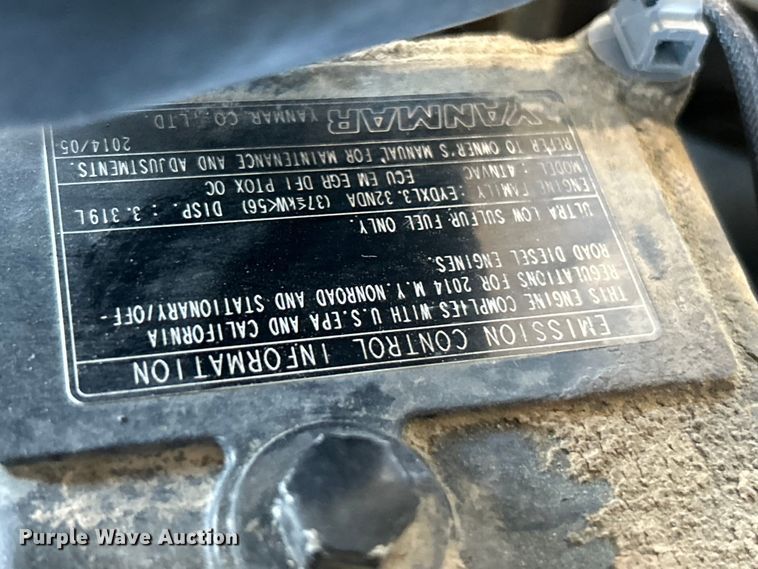 EMISSION CONTROL INFORMATION
THIS ENGINE COMPLIES WITH U.S.EPA AND CALIFORNIA
REGULATIONS FOR 2014 M.Y.NONROAD AND STATIONARY/OFF-
ROAD DIESEL ENGINES.
ULTRA LOW SULFUR FUEL ONLY.
ENGINE FAMILY :EYDXL3.32NDA (37≤kW<56) DISP. : 3.319L
MODEL : 4TNVAC
ECU EM EGR DFI PTOX OC
REFER TO OWNER'S MANUAL FOR MAINTENANCE AND ADJUSTMENTS.
YANMAR YANMAR CO.,LTD. 2014/05
Purple Wave Auction